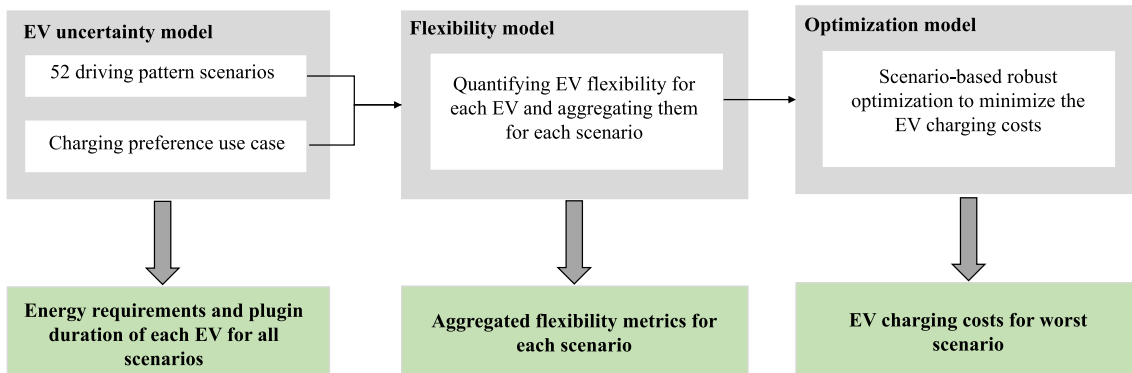 EV uncertainty model
52 driving pattern scenarios
Charging preference use case
Flexibility model
Quantifying EV flexibility for
each EV and aggregating them
for each scenario
Optimization model
Scenario-based robust
optimization to minimize the
EV charging costs
Energy requirements and plugin
duration of each EV for all
scenarios
Aggregated flexibility metrics for
each scenario
EV charging costs for worst
scenario